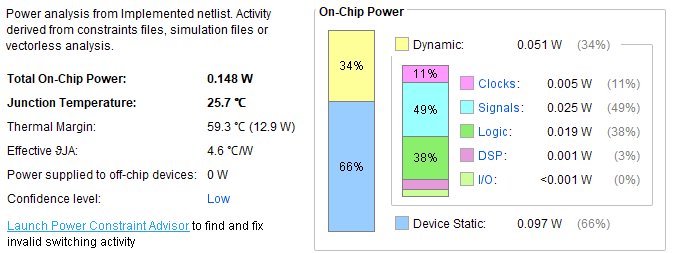 Power analysis from Implemented netlist. Activity
derived from constraints files, simulation files or
vectorless analysis.
Total On-Chip Power: 0.148 W
Junction Temperature: 25.7 °C
Thermal Margin: 59.3 °C (12.9 W)
Effective ϑJA: 4.6 °C/W
Power supplied to off-chip devices: 0 W
Confidence level: Low
Launch Power Constraint Advisor to find and fix
invalid switching activity
On-Chip Power
34%
66%
Dynamic: 0.051 W (34%)
11%
49%
38%
Clocks: 0.005 W (11%)
Signals: 0.025 W (49%)
Logic: 0.019 W (38%)
DSP: 0.001 W (3%)
I/O: <0.001 W (0%)
Device Static: 0.097 W (66%)